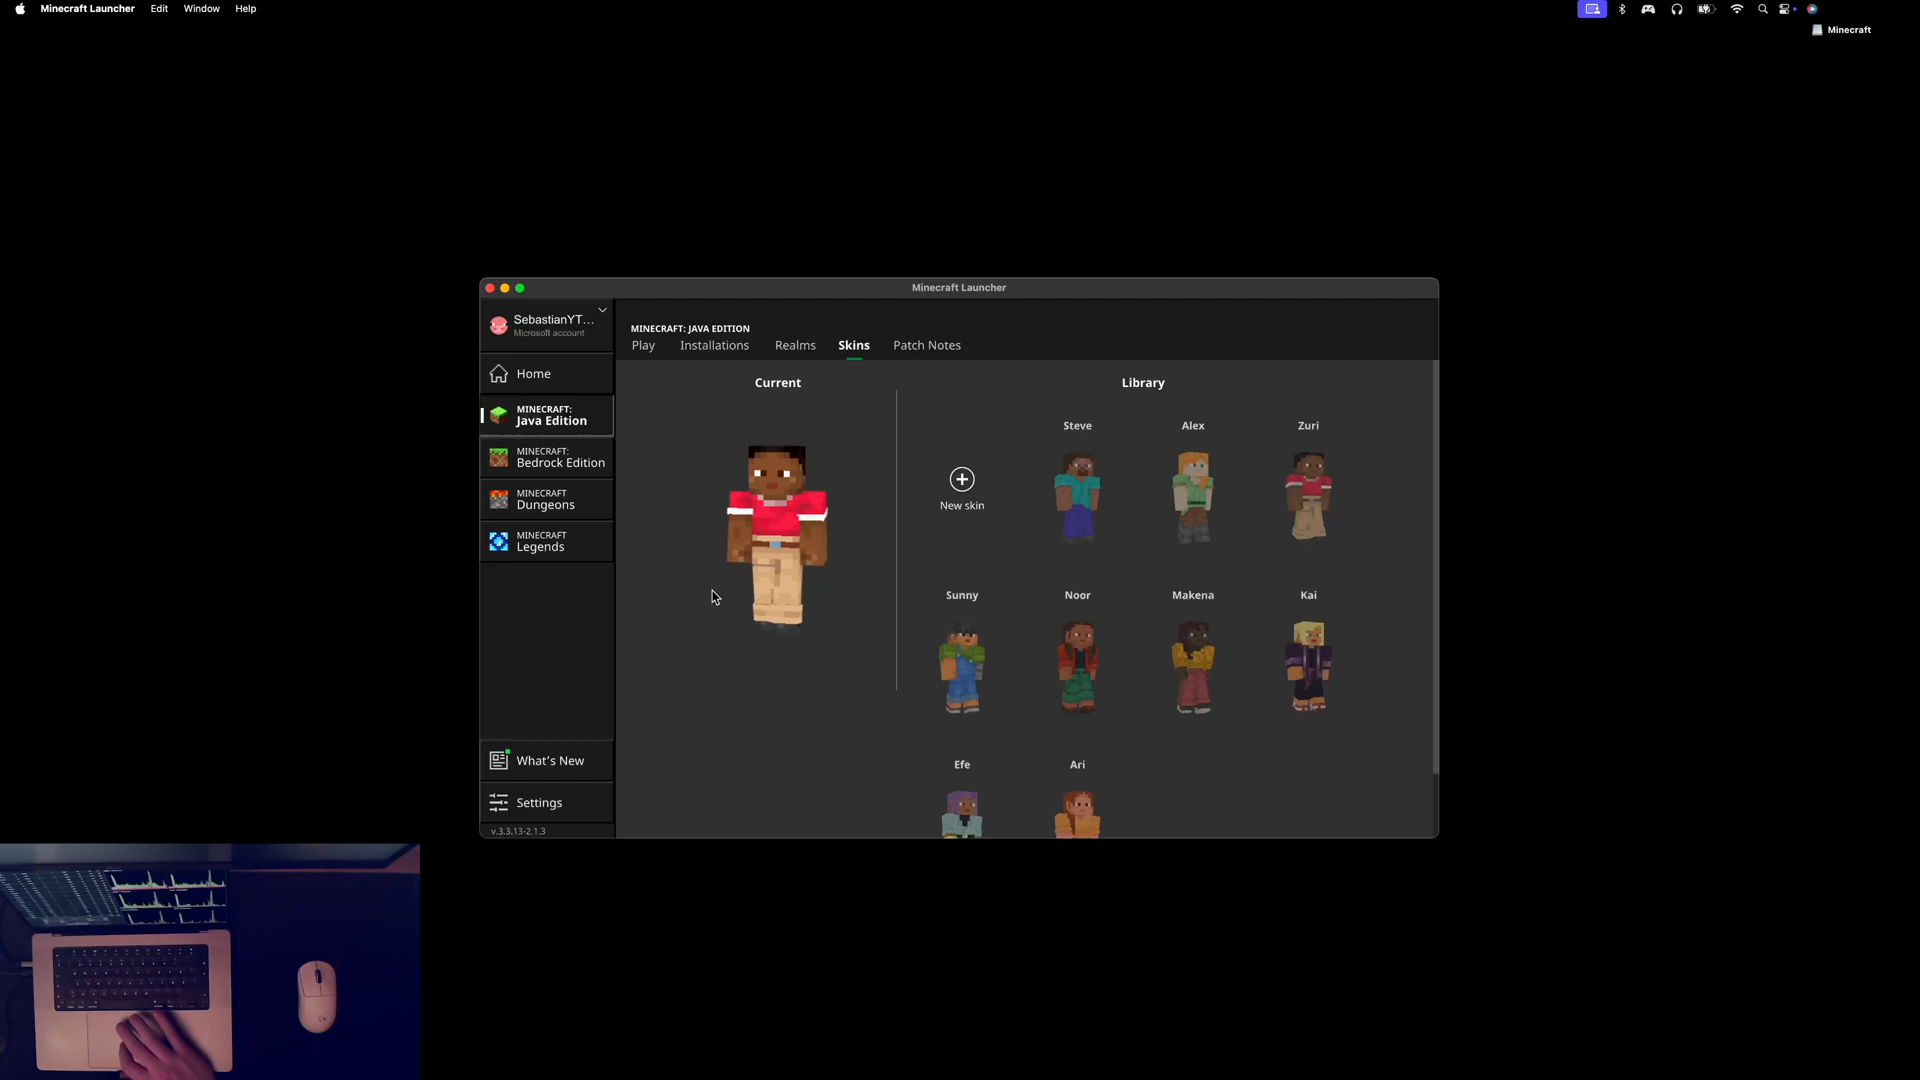 Minecraft Launcher Edit Window Help
Minecraft
Minecraft Launcher
SebastianYT...
Microsoft account
Home
MINECRAFT:
Java Edition
MINECRAFT:
Bedrock Edition
MINECRAFT
Dungeons
MINECRAFT
Legends
What's New
Settings
v.3.3.13-2.1.3
MINECRAFT: JAVA EDITION
Play Installations Realms Skins Patch Notes
Current
Library
New skin
Steve Alex Zuri
Sunny Noor Makena Kai
Efe Ari